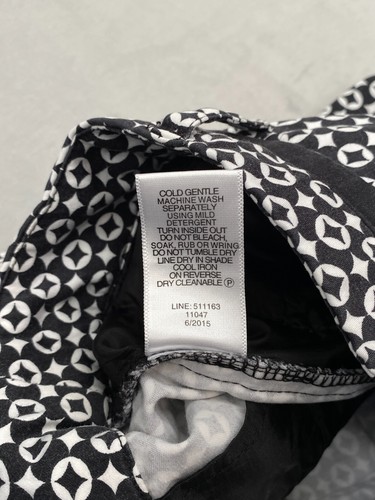 COLD GENTLE
MACHINE WASH
SEPARATELY
USING MILD
DETERGENT
TURN INSIDE OUT
DO NOT BLEACH,
SOAK, RUB OR WRING
DO NOT TUMBLE DRY
LINE DRY IN SHADE
COOL IRON
ON REVERSE
DRY CLEANABLE Ⓟ
LINE: 511163
11047
6/2015